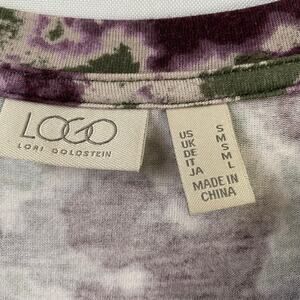 LOGO
LORI GOLDSTEIN
US S
UK M
DE S
IT M
JA L
MADE IN
CHINA